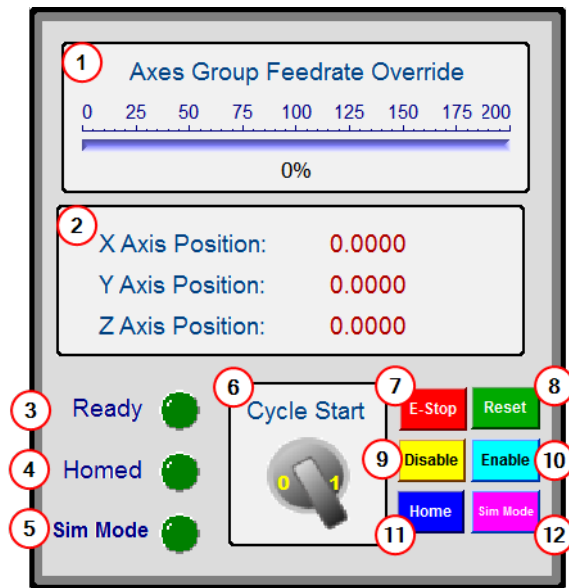 1
Axes Group Feedrate Override
0 25 50 75 100 125 150 175 200
0%
2
X Axis Position: 0.0000
Y Axis Position: 0.0000
Z Axis Position: 0.0000
3 Ready
4 Homed
5 Sim Mode
6
Cycle Start
0 1
7 8
E-Stop Reset
9 Disable Enable 10
Home Sim Mode
11 12